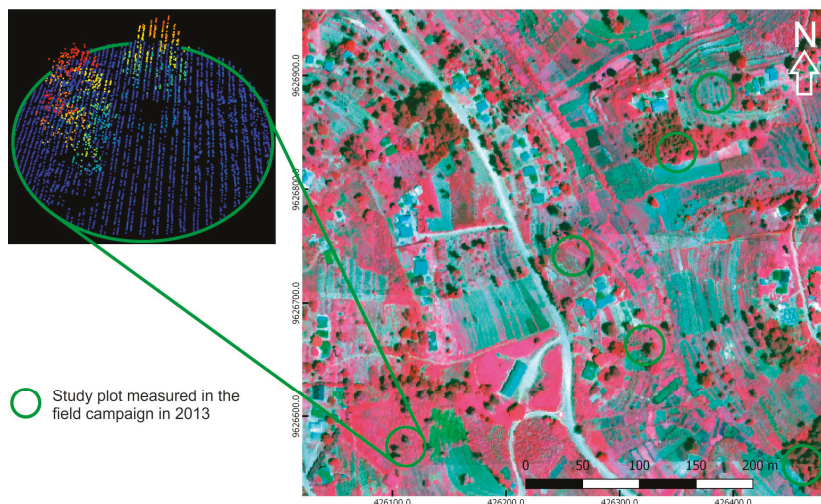 N
9626900.0
9626800.0
9626700.0
9626600.0
Study plot measured in the
field campaign in 2013
0 50 100 150 200 m
426100.0 426200.0 426300.0 426400.0